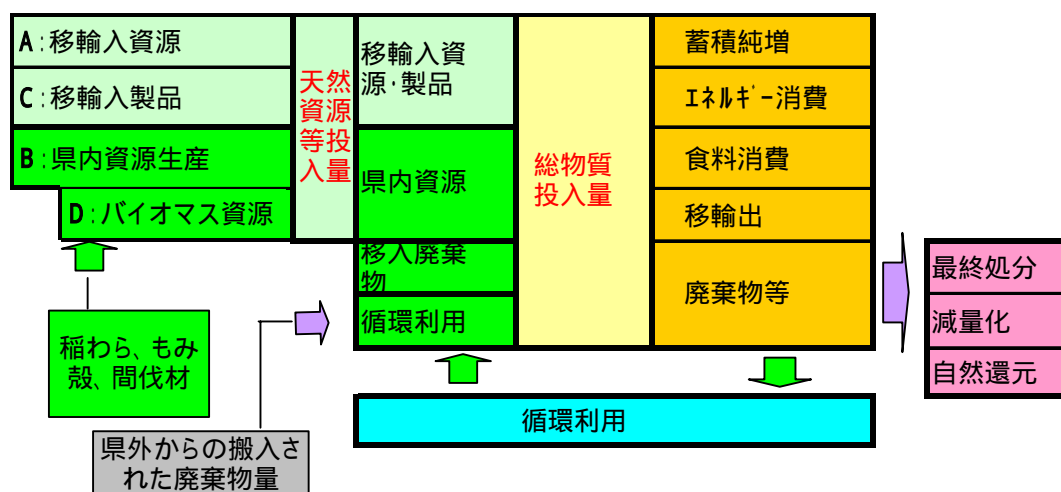 A:移輸入資源
C:移輸入製品
B:県内資源生産
D:バイオマス資源
天然
資源
等投
入量
移輸入資
源・製品
県内資源
移入廃棄
物
循環利用
総物質
投入量
蓄積純増
エネルギー消費
食料消費
移輸出
廃棄物等
最終処分
減量化
自然還元
稲わら、もみ
殻、間伐材
循環利用
県外からの搬入さ
れた廃棄物量